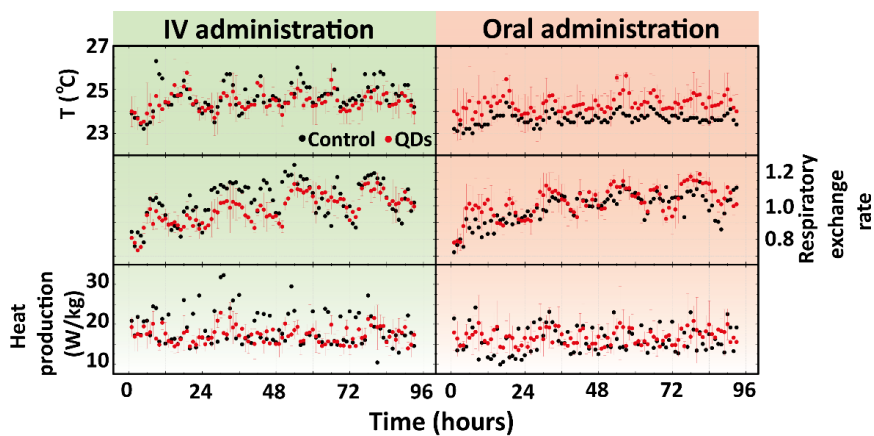 IV administration
Oral administration
27
25
23
T (°C)
Control
QDs
1.2
1.0
0.8
Respiratory
exchange
rate
30
20
10
Heat
production
(W/kg)
0 24 48 72 96
0 24 48 72 96
Time (hours)